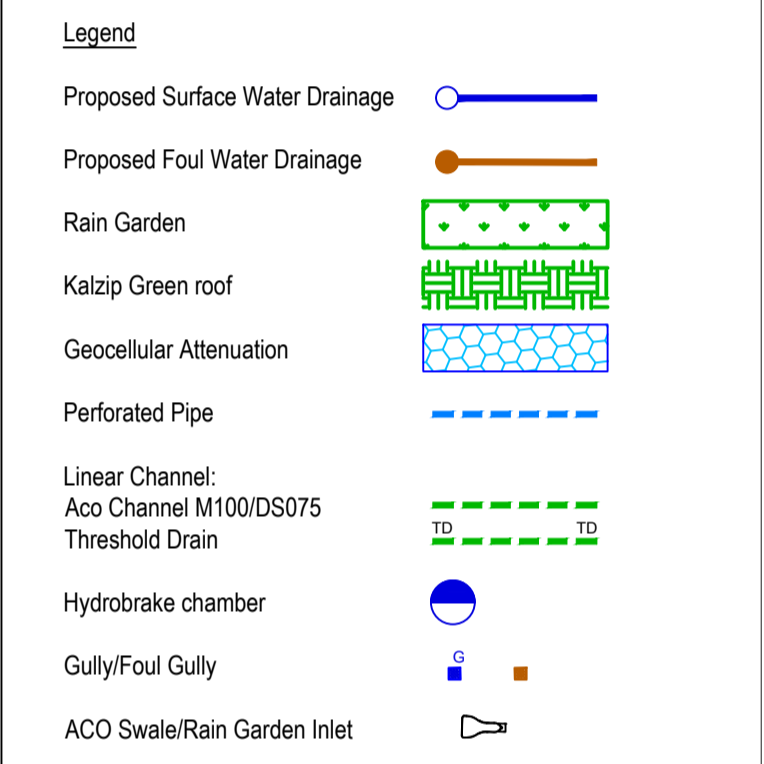 Legend
Proposed Surface Water Drainage
Proposed Foul Water Drainage
Rain Garden
Kalzip Green roof
Geocellular Attenuation
Perforated Pipe
Linear Channel:
Aco Channel M100/DS075
TD TD
Threshold Drain
Hydrobrake chamber
G
Gully/Foul Gully
ACO Swale/Rain Garden Inlet